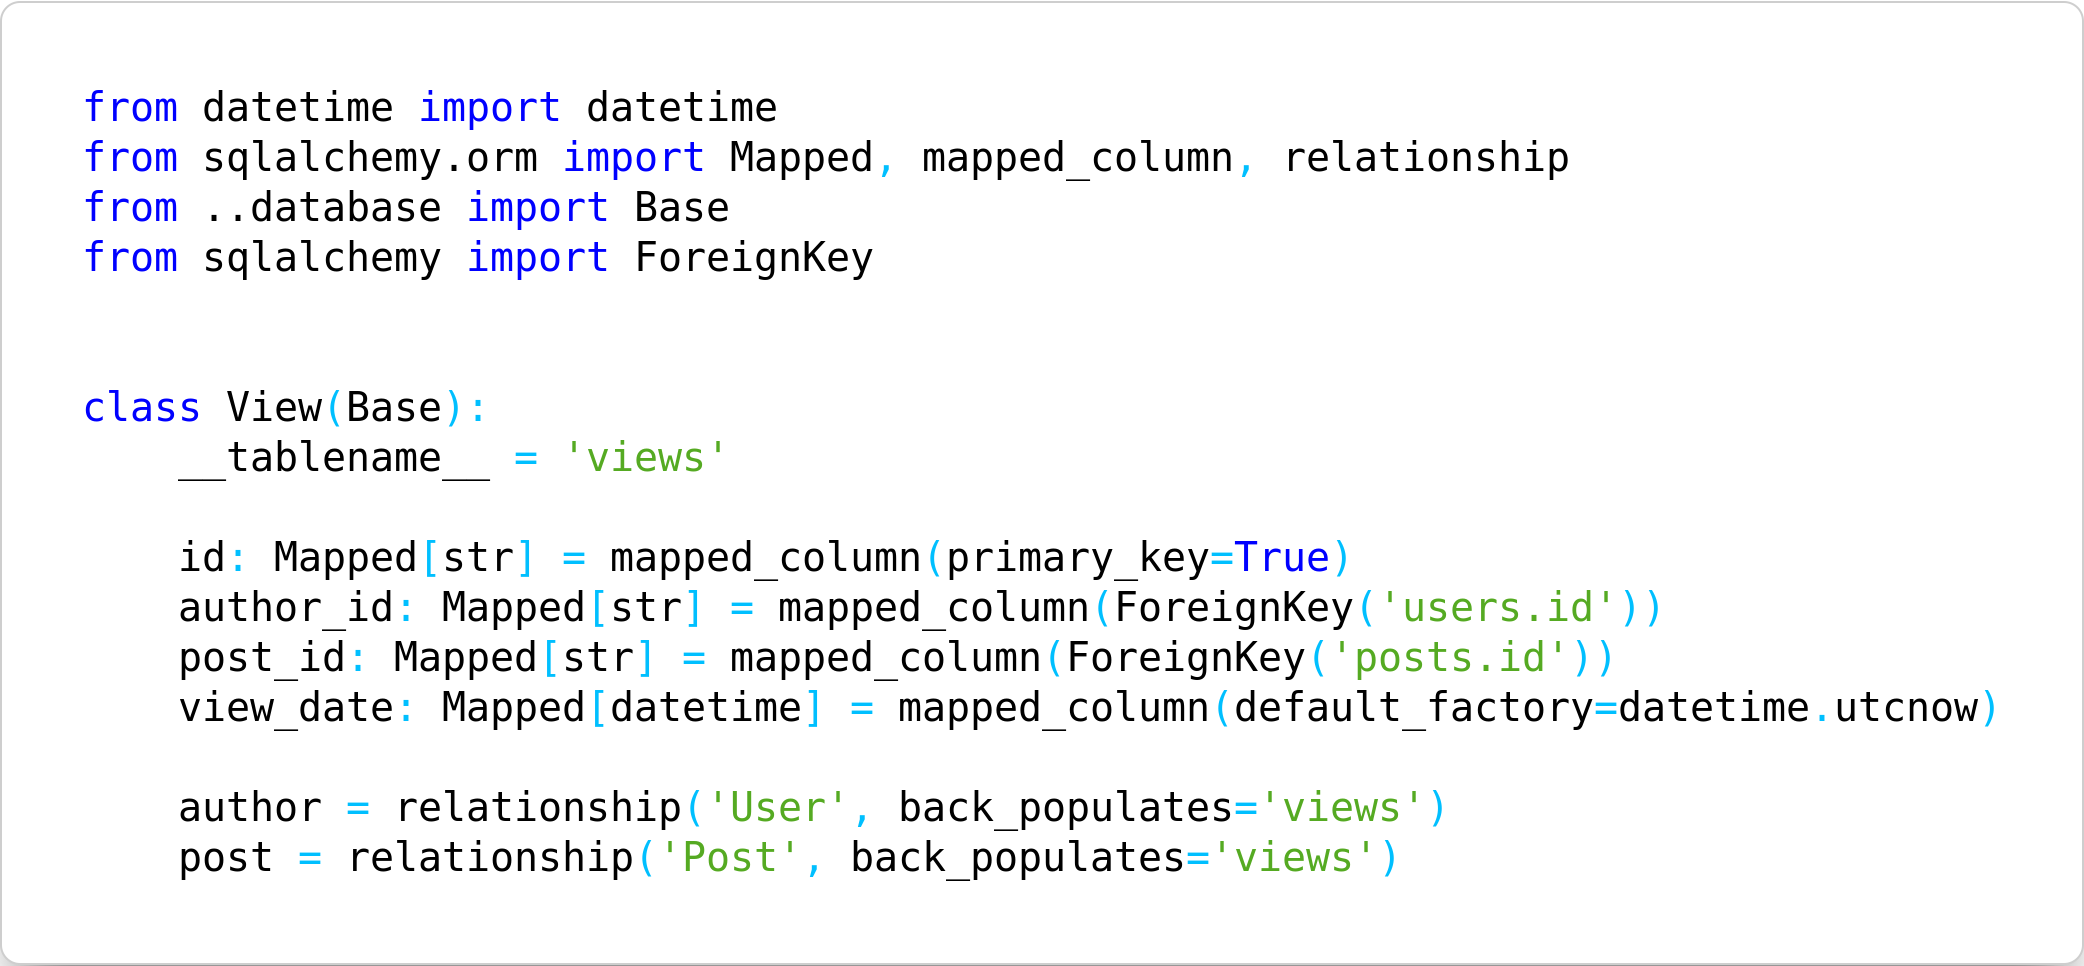 from datetime import datetime
from sqlalchemy.orm import Mapped, mapped_column, relationship
from ..database import Base
from sqlalchemy import ForeignKey


class View(Base):
    __tablename__ = 'views'

    id: Mapped[str] = mapped_column(primary_key=True)
    author_id: Mapped[str] = mapped_column(ForeignKey('users.id'))
    post_id: Mapped[str] = mapped_column(ForeignKey('posts.id'))
    view_date: Mapped[datetime] = mapped_column(default_factory=datetime.utcnow)

    author = relationship('User', back_populates='views')
    post = relationship('Post', back_populates='views')